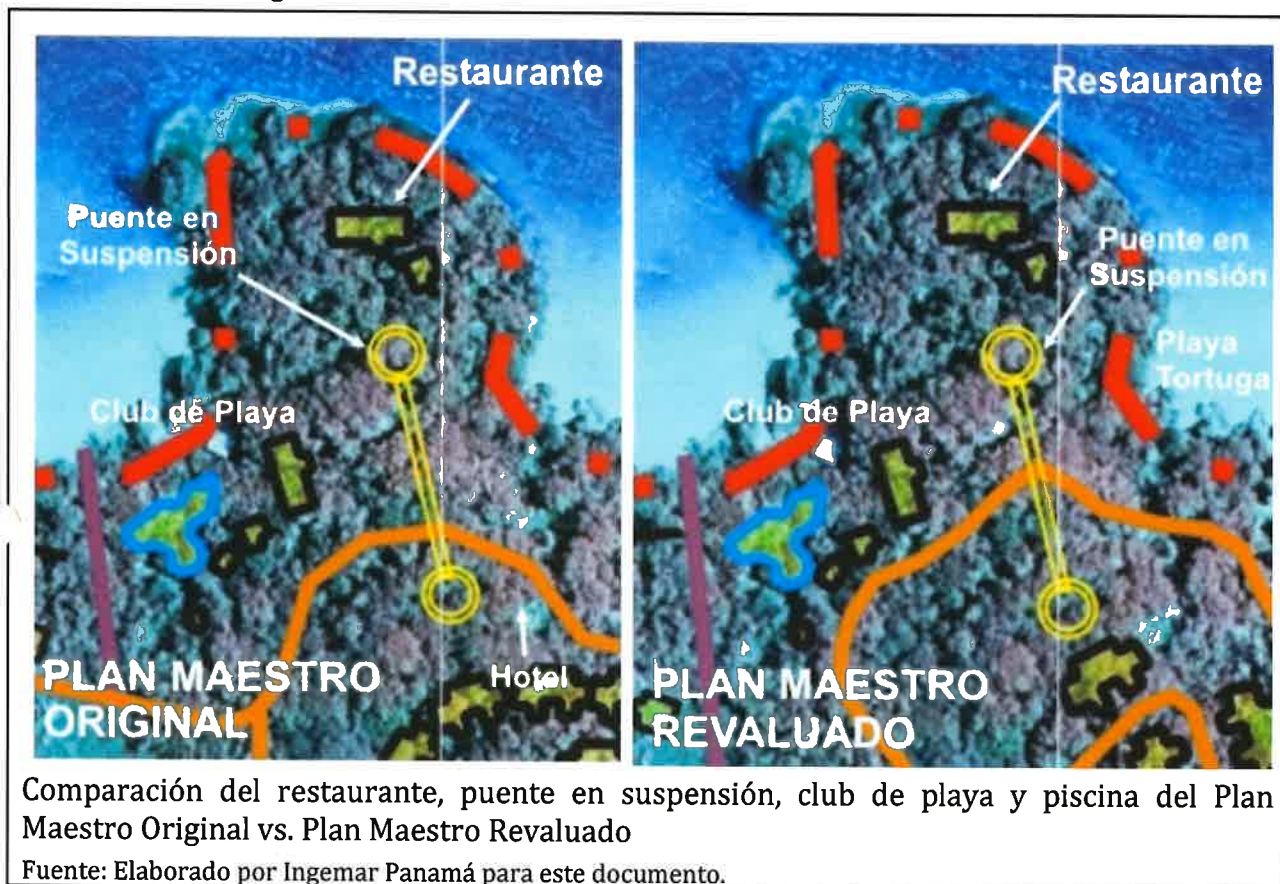 Restaurante
Puente en
Suspensión
Club de Playa
Hotel
PLAN MAESTRO
ORIGINAL
Restaurante
Puente en
Suspensión
Playa
Tortuga
Club de Playa
PLAN MAESTRO
REVALUADO
Comparación del restaurante, puente en suspensión, club de playa y piscina del Plan
Maestro Original vs. Plan Maestro Revaluado
Fuente: Elaborado por Ingemar Panamá para este documento.